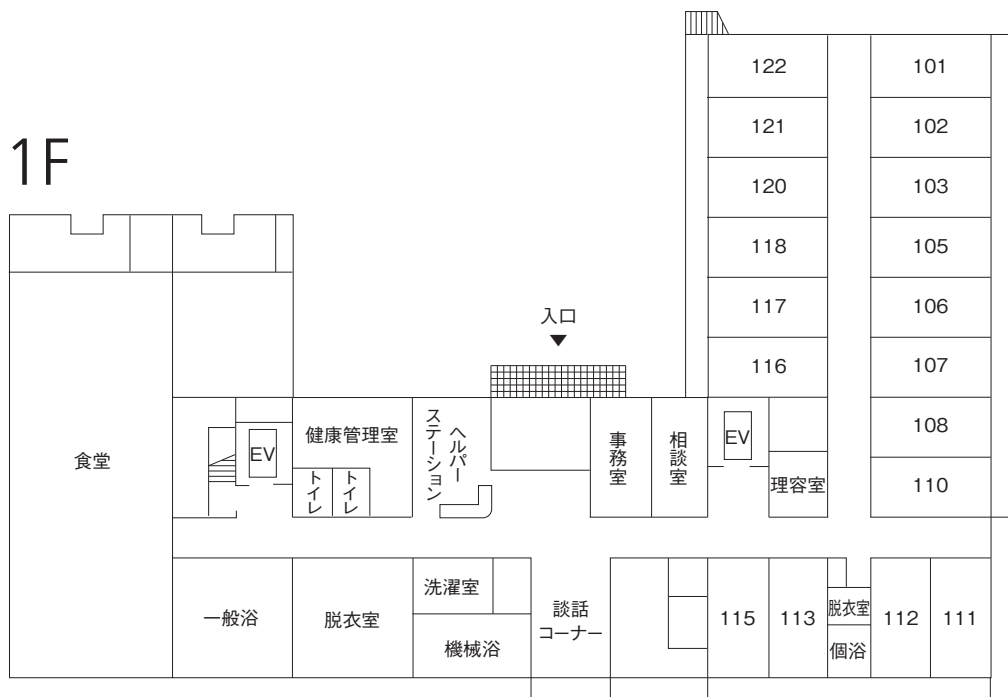 1F
122
101
121
102
120
103
118
105
117
106
116
107
108
110
入口
食堂
EV
健康管理室
トイレ
トイレ
ヘルパー
ステーション
事務室
相談室
EV
理容室
一般浴
脱衣室
洗濯室
機械浴
談話
コーナー
115
113
脱衣室
個浴
112
111